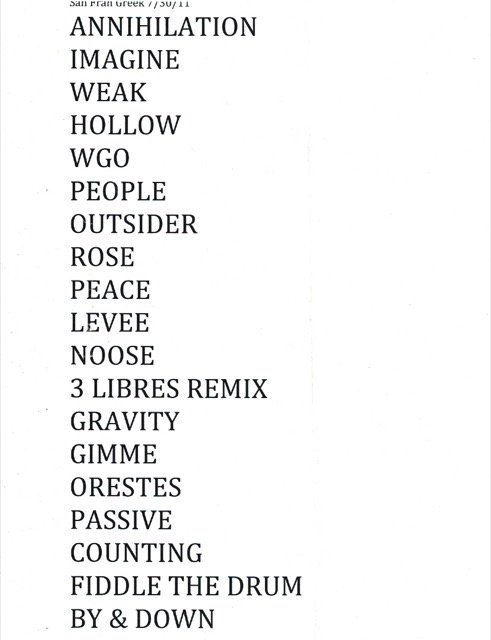 San Fran Greek 7/30/11
ANNIHILATION
IMAGINE
WEAK
HOLLOW
WGO
PEOPLE
OUTSIDER
ROSE
PEACE
LEVEE
NOOSE
3 LIBRES REMIX
GRAVITY
GIMME
ORESTES
PASSIVE
COUNTING
FIDDLE THE DRUM
BY & DOWN